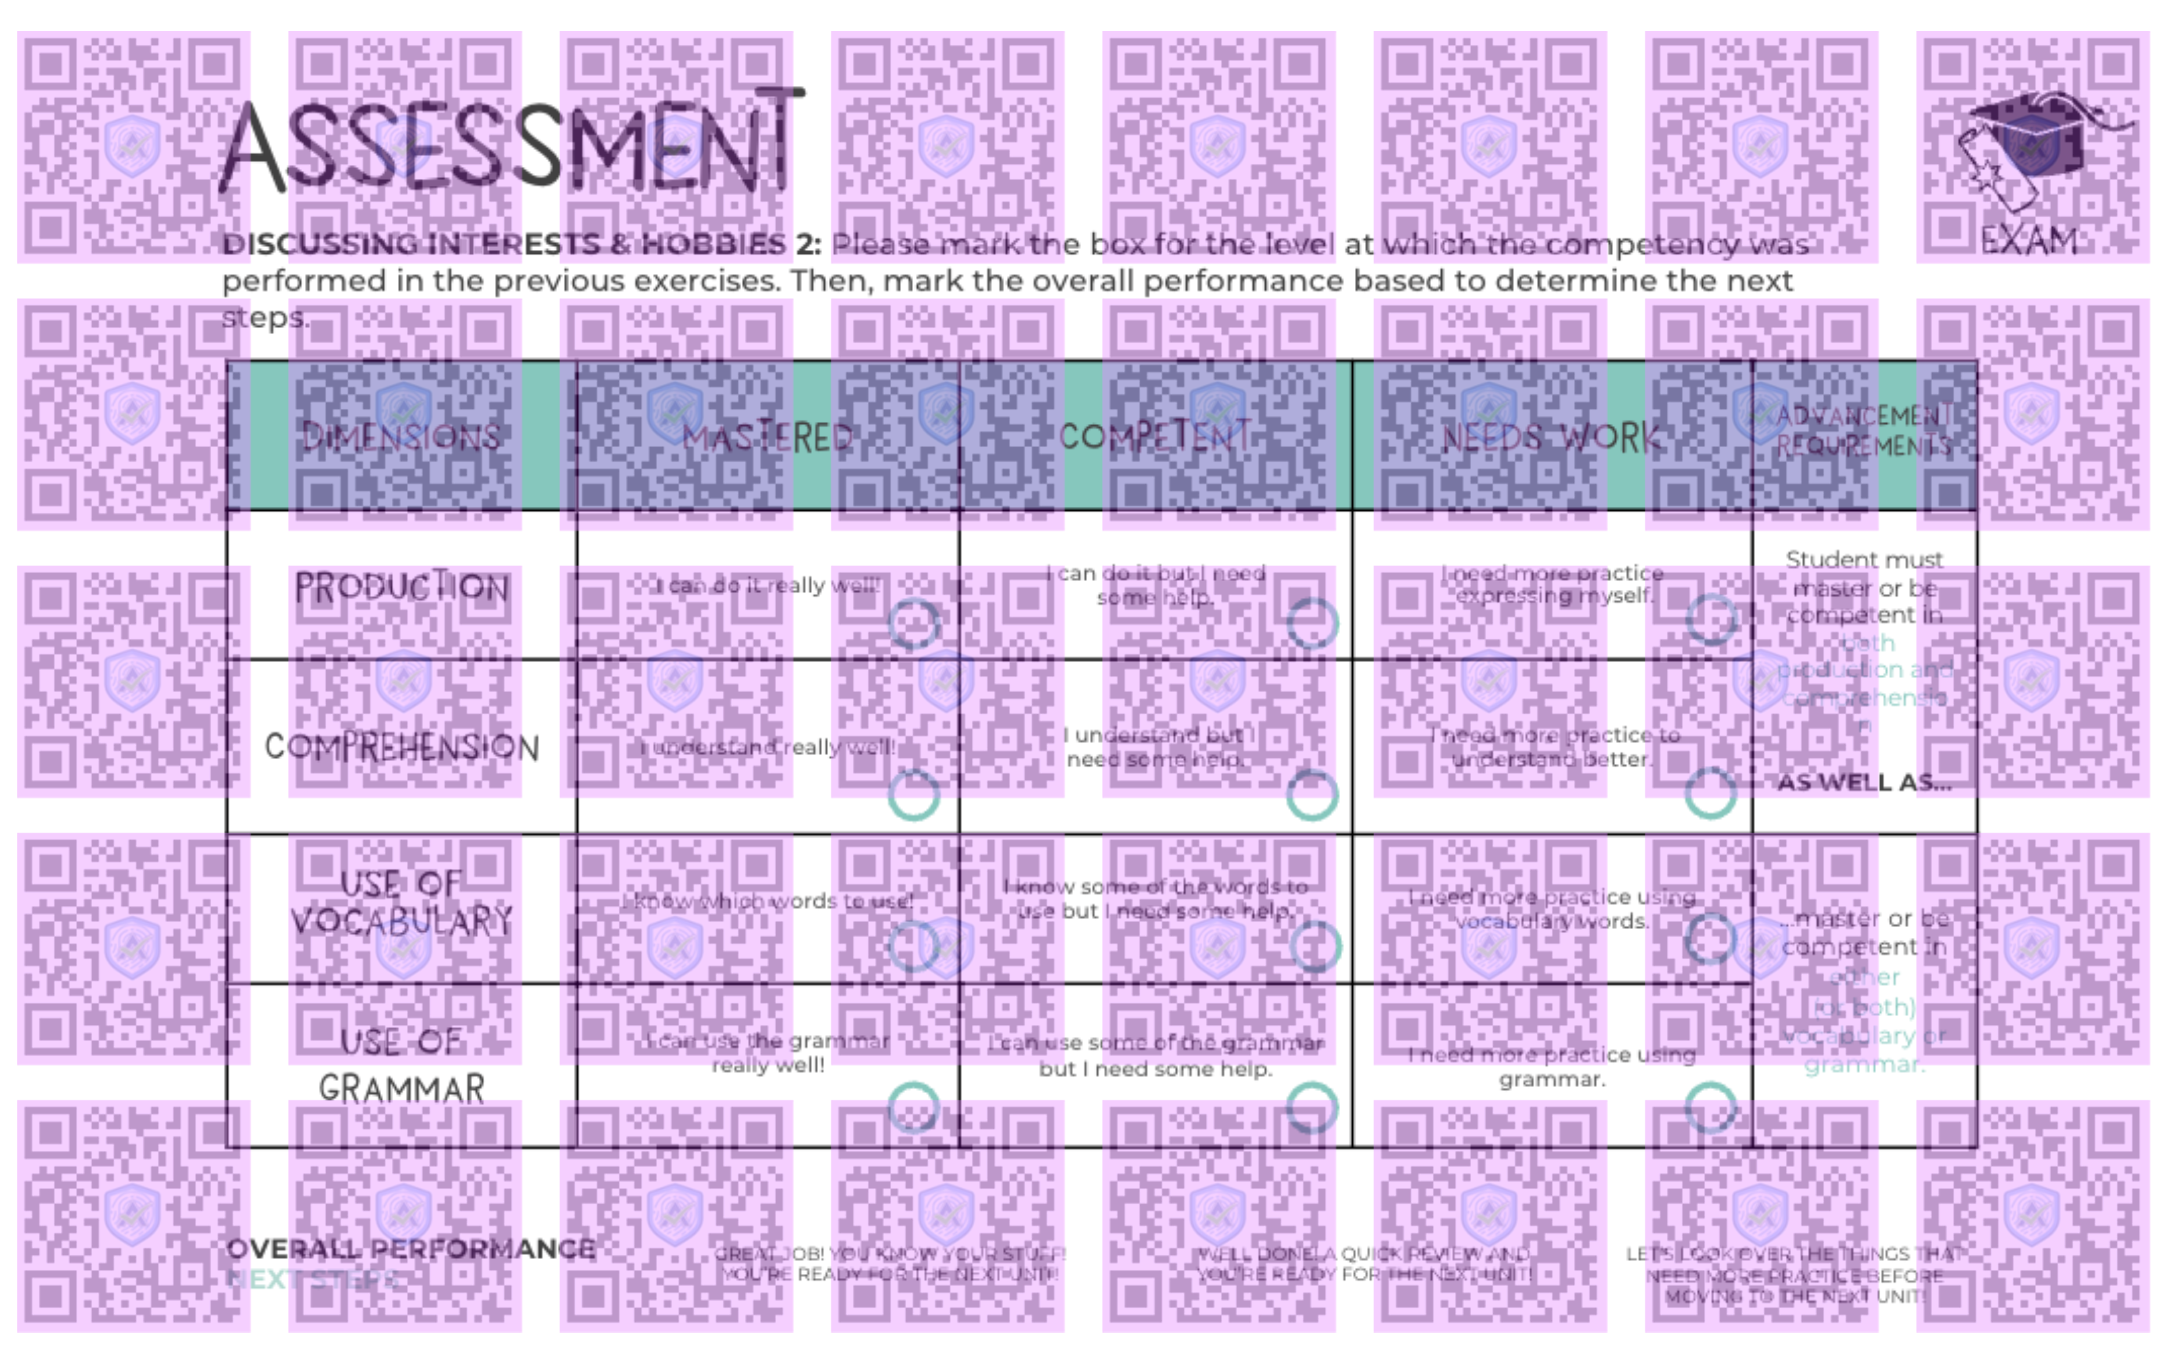 ASSESSMENT
EXAM
DISCUSSING INTERESTS & HOBBIES 2: Please mark the box for the level at which the competency was
performed in the previous exercises. Then, mark the overall performance based to determine the next
steps.
DIMENSIONS
MASTERED
COMPETENT
NEEDS WORK
ADVANCEMENT
REQUIREMENTS
PRODUCTION
I can do it really well!
I can do it but I need
some help.
I need more practice
expressing myself.
Student must
master or be
competent in
both
production and
comprehensio
n
AS WELL AS...
COMPREHENSION
I understand really well!
I understand but I
need some help.
I need more practice to
understand better.
USE OF
VOCABULARY
I know which words to use!
I know some of the words to
use but I need some help.
I need more practice using
vocabulary words.
...master or be
competent in
either
(or both)
vocabulary or
grammar.
USE OF
GRAMMAR
I can use the grammar
really well!
I can use some of the grammar
but I need some help.
I need more practice using
grammar.
OVERALL PERFORMANCE
NEXT STEPS
GREAT JOB! YOU KNOW YOUR STUFF!
YOU'RE READY FOR THE NEXT UNIT!
WELL DONE! A QUICK REVIEW AND
YOU'RE READY FOR THE NEXT UNIT!
LET'S LOOK OVER THE THINGS THAT
NEED MORE PRACTICE BEFORE
MOVING TO THE NEXT UNIT!